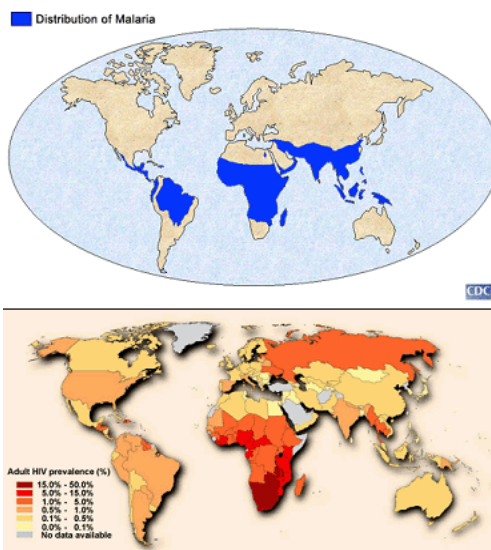 Distribution of Malaria
CDC
Adult HIV prevalence (%)
15.0% - 50.0%
5.0% - 15.0%
1.0% - 5.0%
0.5% - 1.0%
0.1% - 0.5%
0.0% - 0.1%
No data available